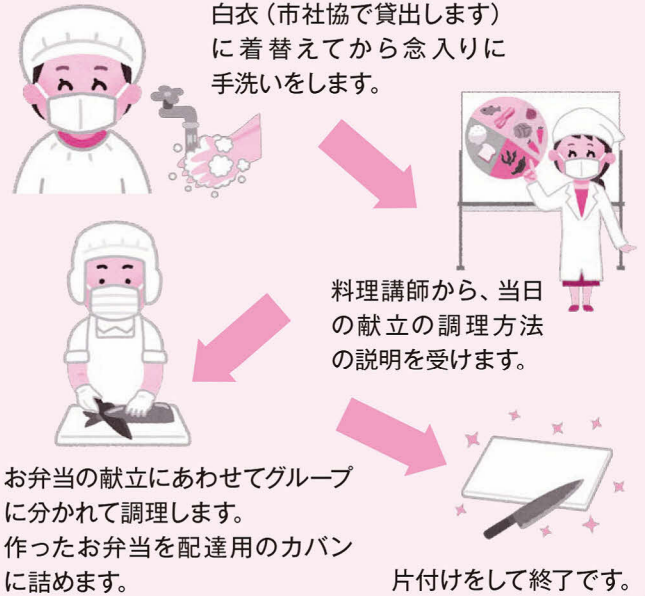 白衣（市社協で貸出します）
に着替えてから念入りに
手洗いをします。
料理講師から、当日
の献立の調理方法
の説明を受けます。
お弁当の献立にあわせてグループ
に分かれて調理します。
作ったお弁当を配達用のカバン
に詰めます。
片付けをして終了です。